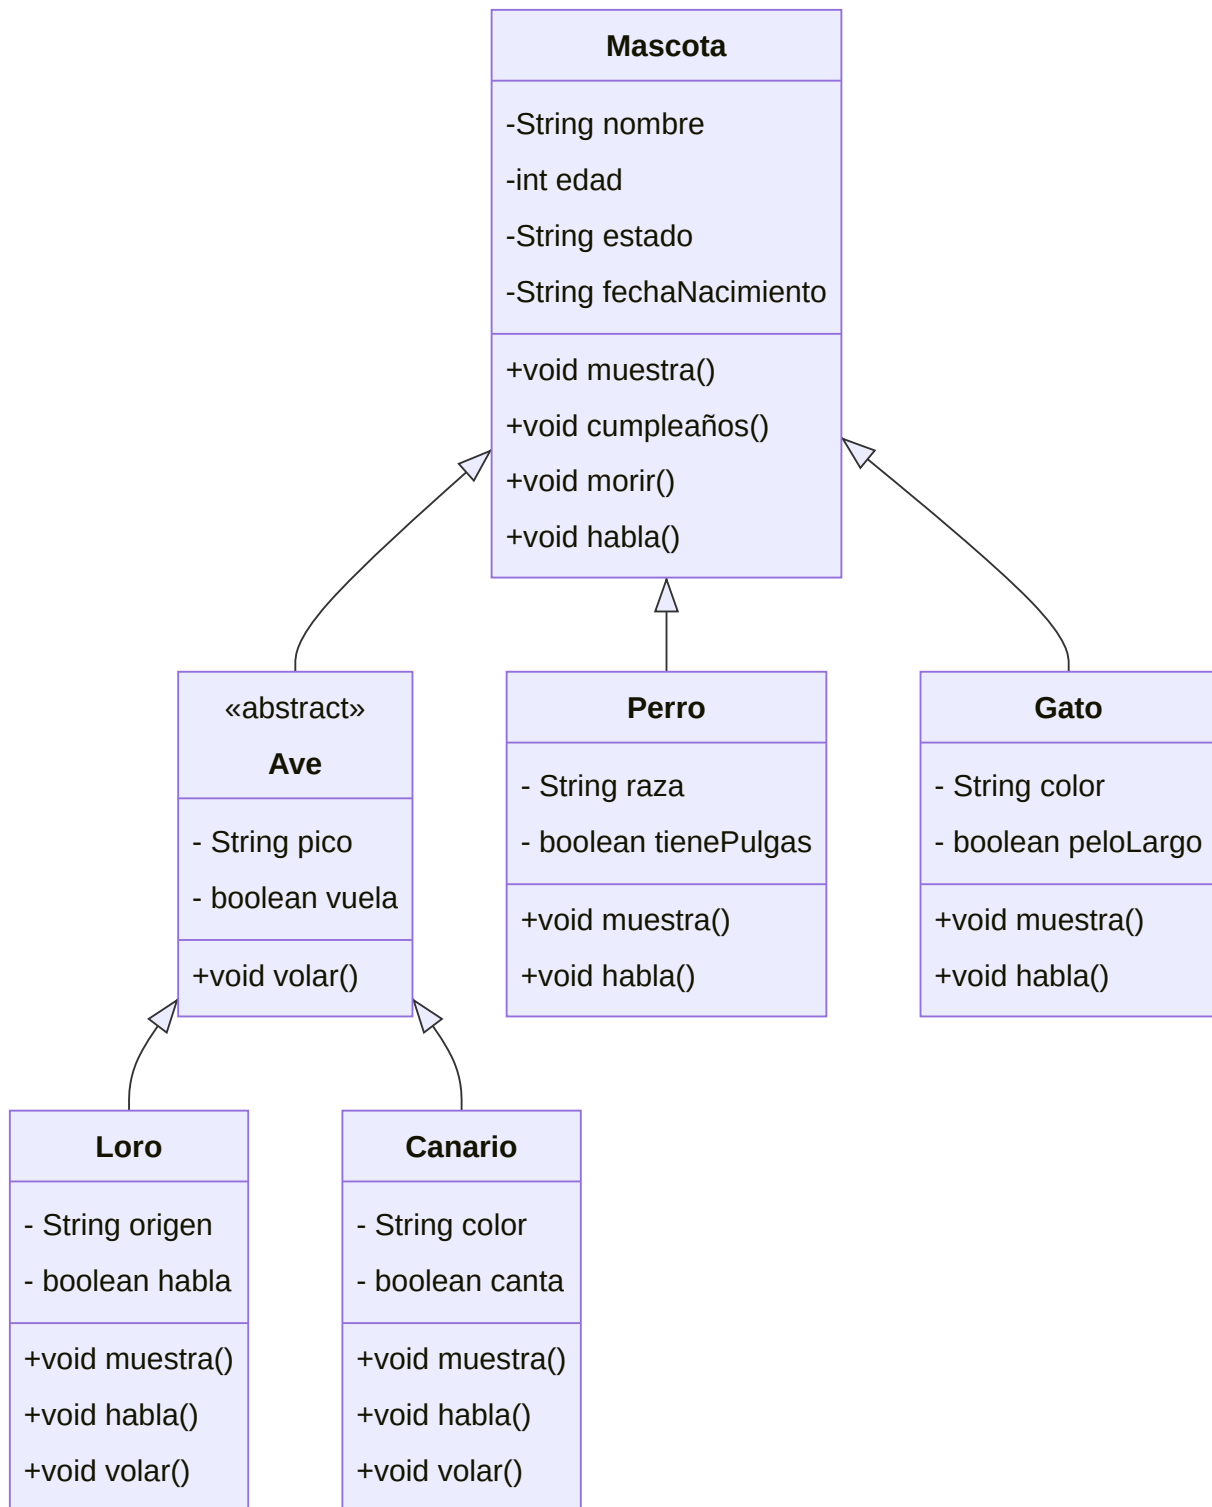 Mascota
-String nombre
-int edad
-String estado
-String fechaNacimiento
+void muestra()
+void cumpleaños()
+void morir()
+void habla()
«abstract»
Ave
- String pico
- boolean vuela
+void volar()
Perro
- String raza
- boolean tienePulgas
+void muestra()
+void habla()
Gato
- String color
- boolean peloLargo
+void muestra()
+void habla()
Loro
- String origen
- boolean habla
+void muestra()
+void habla()
+void volar()
Canario
- String color
- boolean canta
+void muestra()
+void habla()
+void volar()